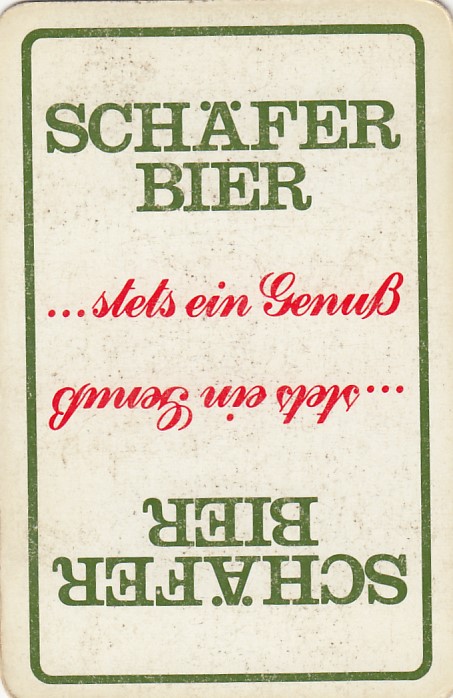 SCHÄFER
BIER
...stets ein Genuß
...stets ein Genuß
SCHÄFER
BIER